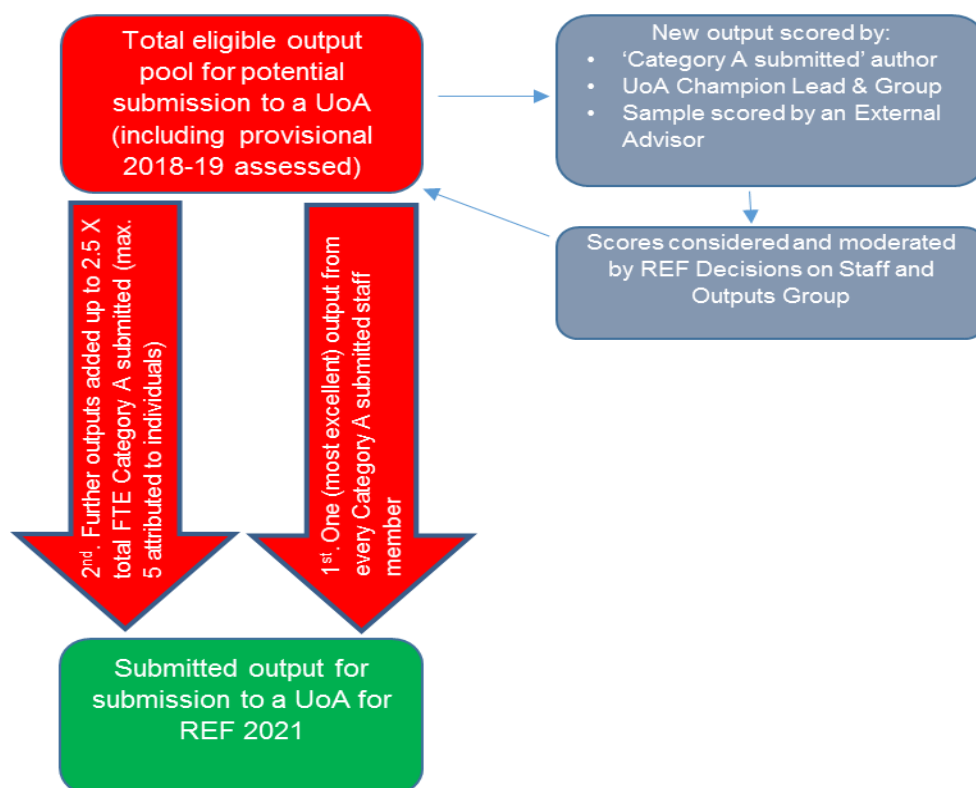 Total eligible output
pool for potential
submission to a UoA
(including provisional
2018-19 assessed)
New output scored by:
• ‘Category A submitted’ author
• UoA Champion Lead & Group
• Sample scored by an External
Advisor
Scores considered and moderated
by REF Decisions on Staff and
Outputs Group
2nd. Further outputs added up to 2.5 X
total FTE Category A submitted (max.
5 attributed to individuals)
1st. One (most excellent) output from
every Category A submitted staff
member
Submitted output for
submission to a UoA for
REF 2021